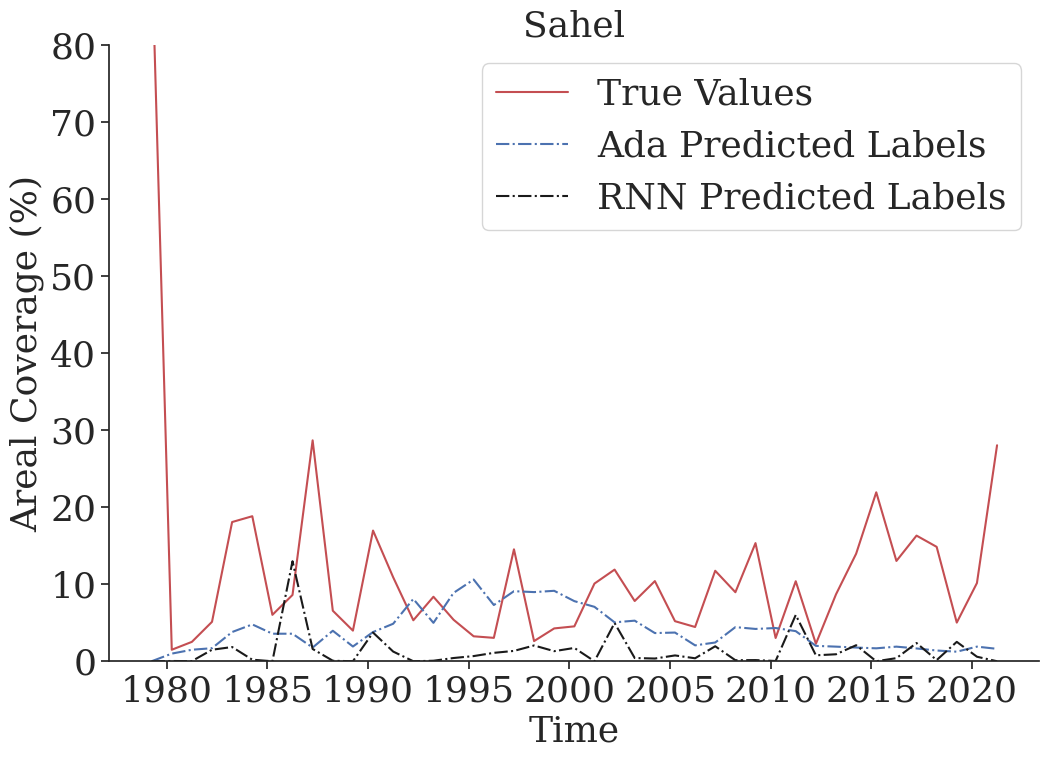 Sahel
True Values
Ada Predicted Labels
RNN Predicted Labels
Areal Coverage (%)
80
70
60
50
40
30
20
10
0
1980 1985 1990 1995 2000 2005 2010 2015 2020
Time